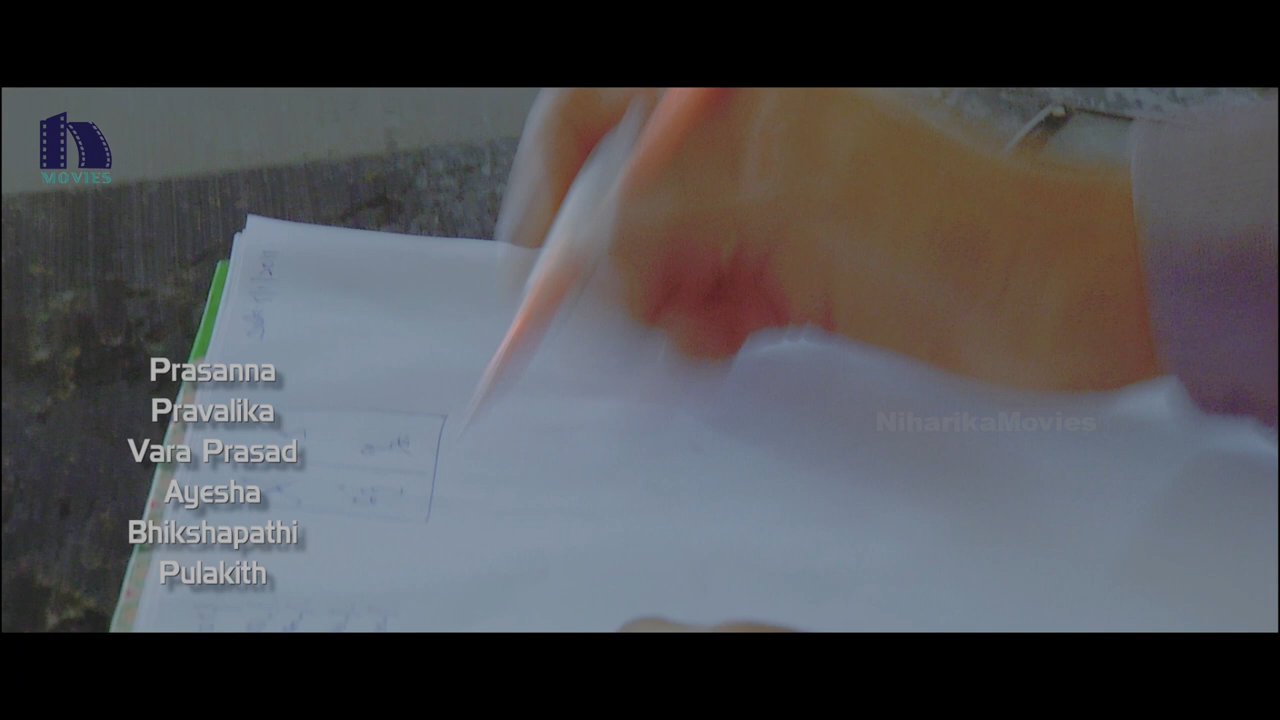 MOVIES
Prasanna
Pravalika
Vara Prasad
Ayesha
Bhikshapathi
Pulakith
NiharikaMovies